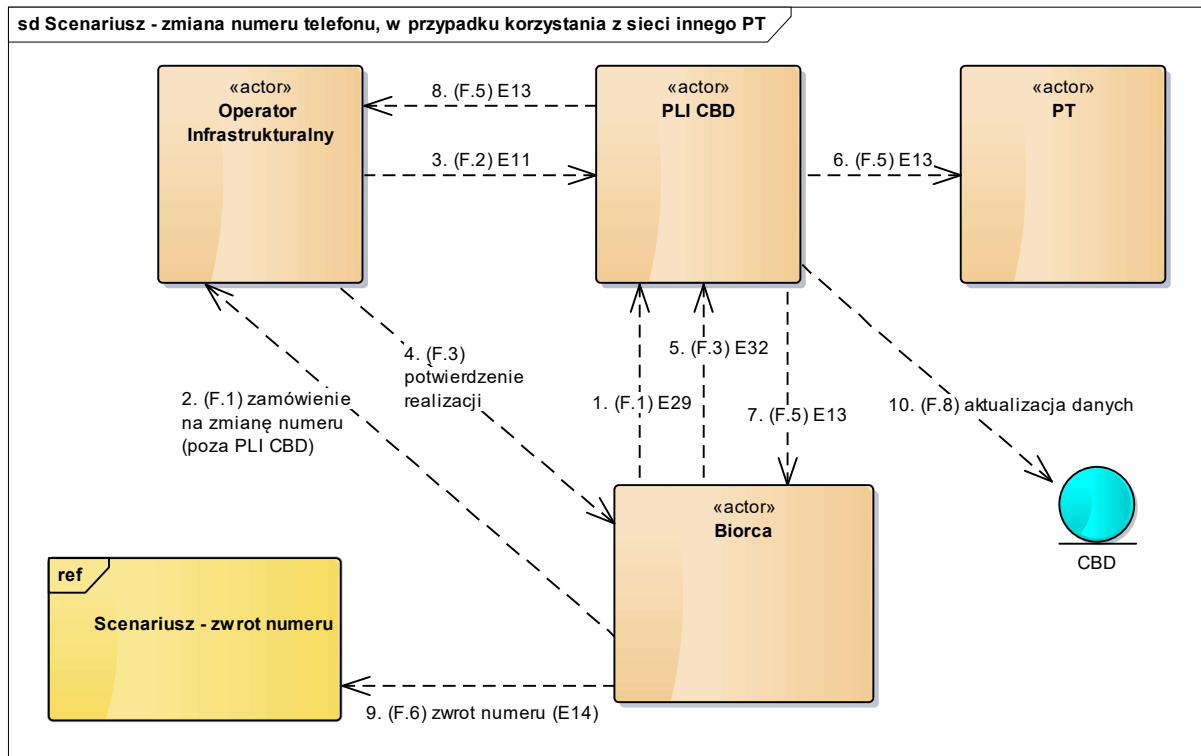 sd Scenariusz - zmiana numeru telefonu, w przypadku korzystania z sieci innego PT
«actor»
Operator
Infrastrukturalny
8. (F.5) E13
3. (F.2) E11
«actor»
PLI CBD
6. (F.5) E13
«actor»
PT
2. (F.1) zamówienie
na zmianę numeru
(poza PLI CBD)
4. (F.3)
potwierdzenie
realizacji
1. (F.1) E29
5. (F.3) E32
7. (F.5) E13
10. (F.8) aktualizacja danych
CBD
«actor»
Biorca
ref
Scenariusz - zwrot numeru
9. (F.6) zwrot numeru (E14)